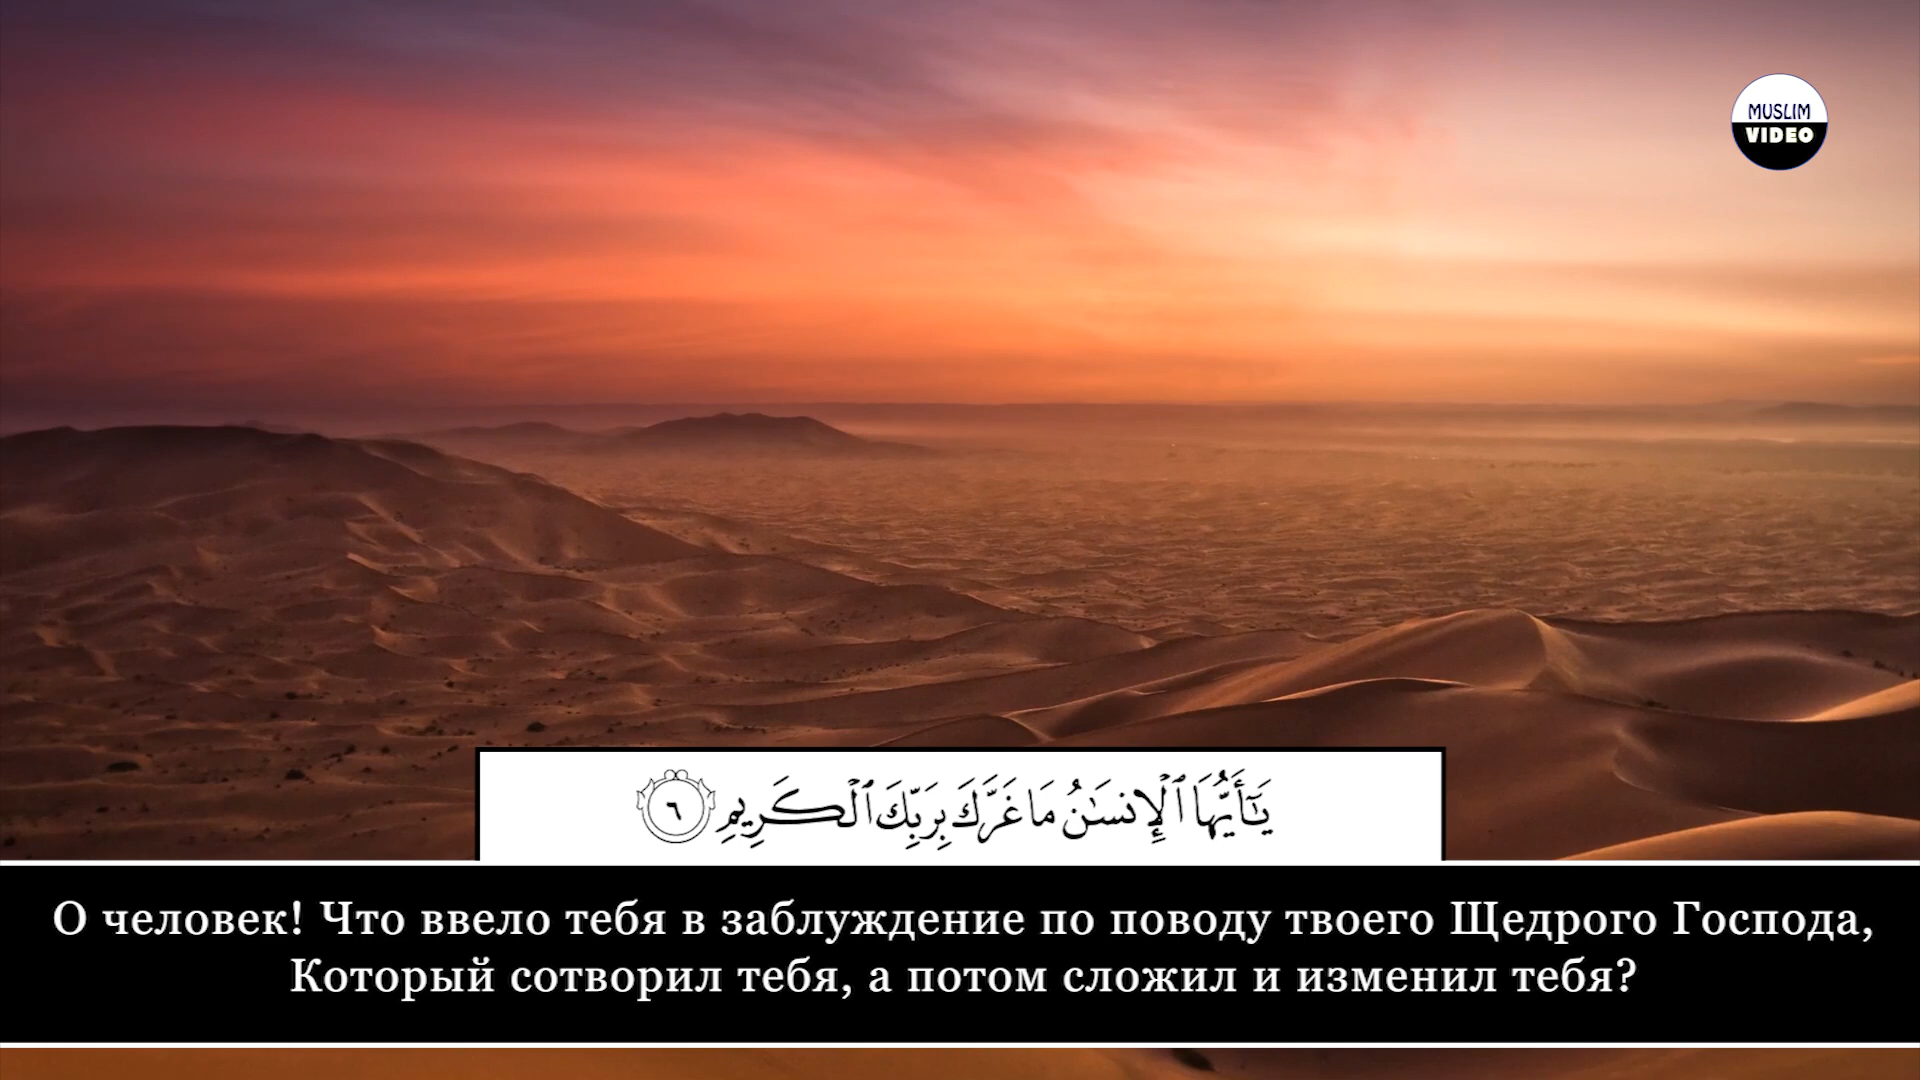 MUSLIM
VIDEO
يَـٰٓأَيُّهَا ٱلْإِنسَـٰنُ مَا غَرَّكَ بِرَبِّكَ ٱلْكَرِيمِ ٦
О человек! Что ввело тебя в заблуждение по поводу твоего Щедрого Господа,
Который сотворил тебя, а потом сложил и изменил тебя?